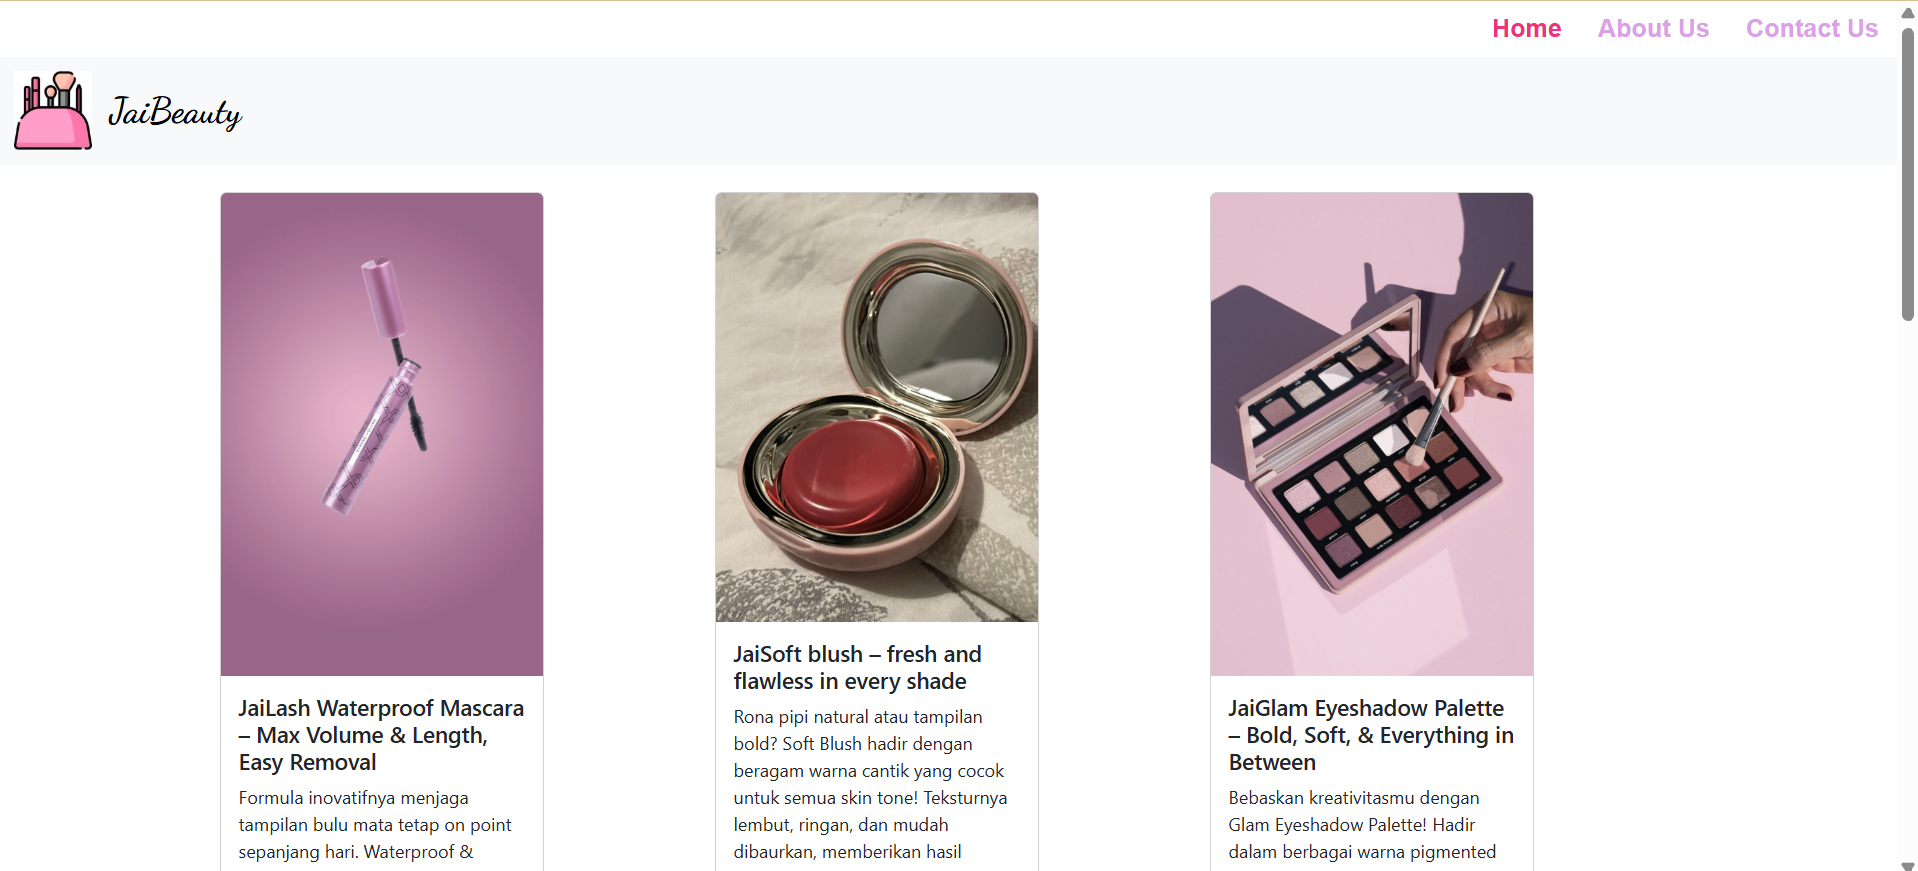 Home
About Us
Contact Us
JaiBeauty
JaiLash Waterproof Mascara
– Max Volume & Length,
Easy Removal
Formula inovatifnya menjaga
tampilan bulu mata tetap on point
sepanjang hari. Waterproof &
JaiSoft blush – fresh and
flawless in every shade
Rona pipi natural atau tampilan
bold? Soft Blush hadir dengan
beragam warna cantik yang cocok
untuk semua skin tone! Teksturnya
lembut, ringan, dan mudah
dibaurkan, memberikan hasil
JaiGlam Eyeshadow Palette
– Bold, Soft, & Everything in
Between
Bebaskan kreativitasmu dengan
Glam Eyeshadow Palette! Hadir
dalam berbagai warna pigmented